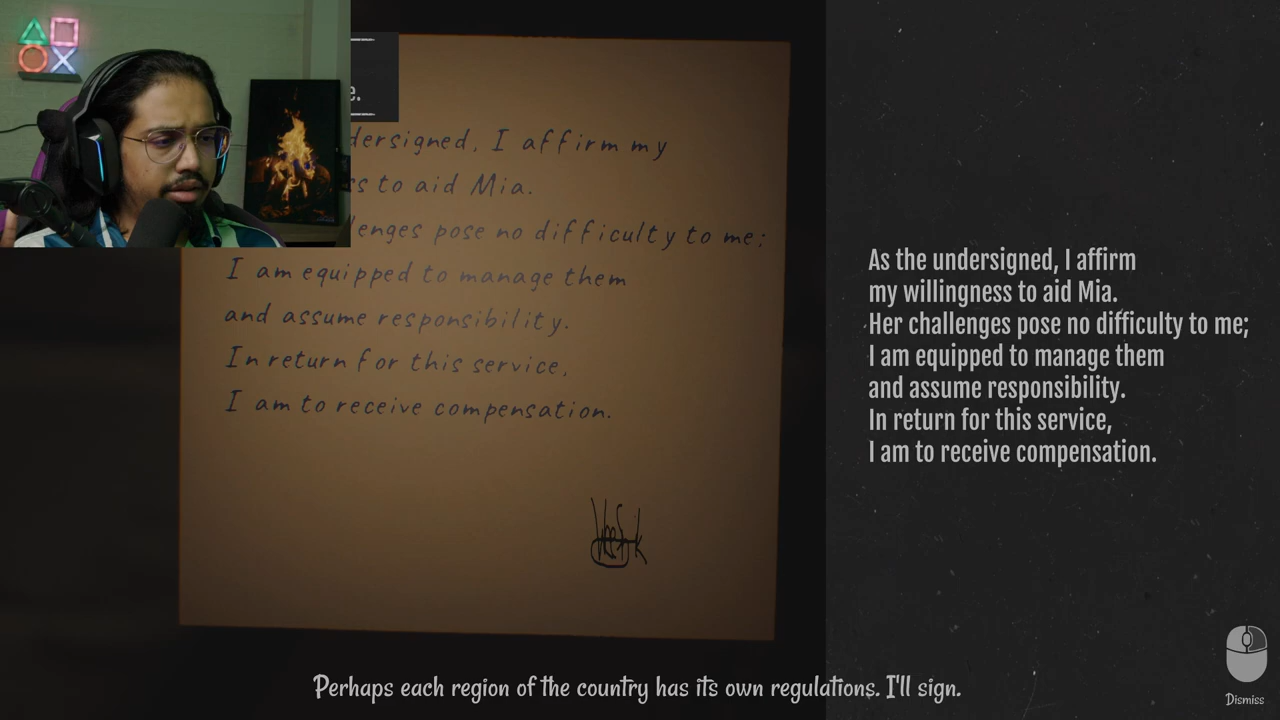 e.
dersigned, I affirm my
ss to aid Mia.
lenges pose no difficulty to me:
I am equipped to manage them
and assume responsibility.
In return for this service,
I am to receive compensation.
As the undersigned, I affirm
my willingness to aid Mia.
Her challenges pose no difficulty to me;
I am equipped to manage them
and assume responsibility.
In return for this service,
I am to receive compensation.
Perhaps each region of the country has its own regulations. I'll sign.
Dismiss